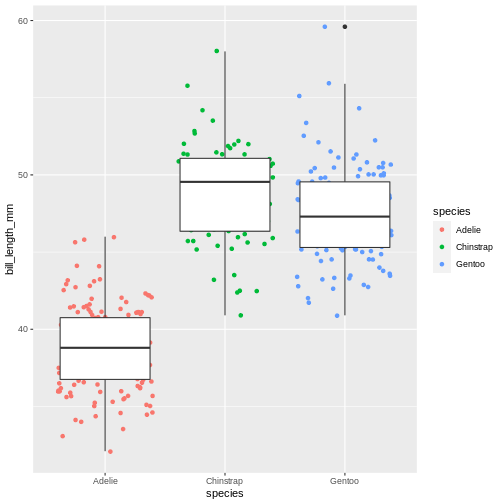 60
50
40
bill_length_mm
Adelie
Chinstrap
Gentoo
species
species
Adelie
Chinstrap
Gentoo